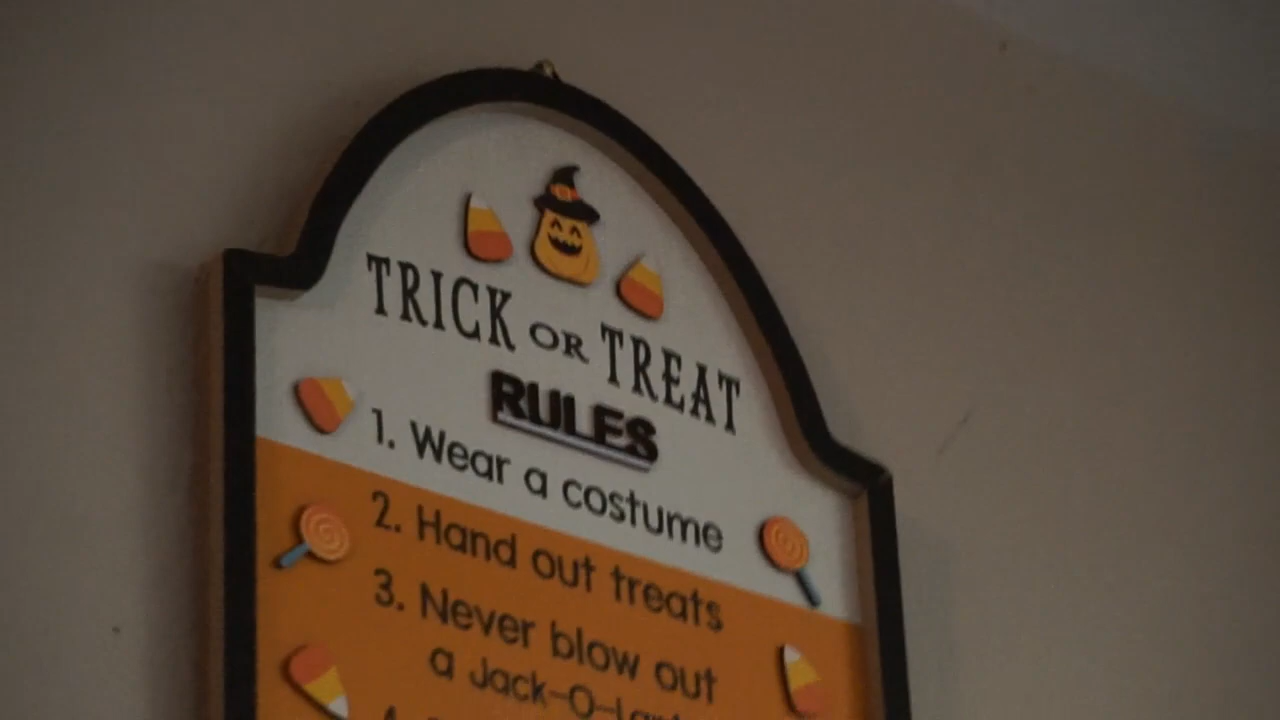 TRICK OR TREAT
RULES
1. Wear a costume
2. Hand out treats
3. Never blow out
a Jack-O-